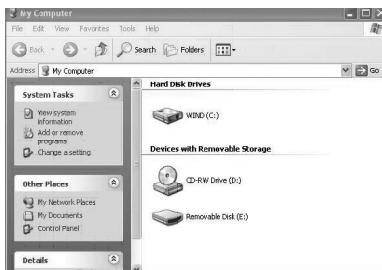 My Computer
File Edit View Favorites Tools Help
Back Search Folders
Address My Computer Go
System Tasks
View system
information
Add or remove
programs
Change a setting
Other Places
My Network Places
My Documents
Control Panel
Details
Hard Disk Drives
WIND (C:)
Devices with Removable Storage
CD-RW Drive (D:)
Removable Disk (E:)